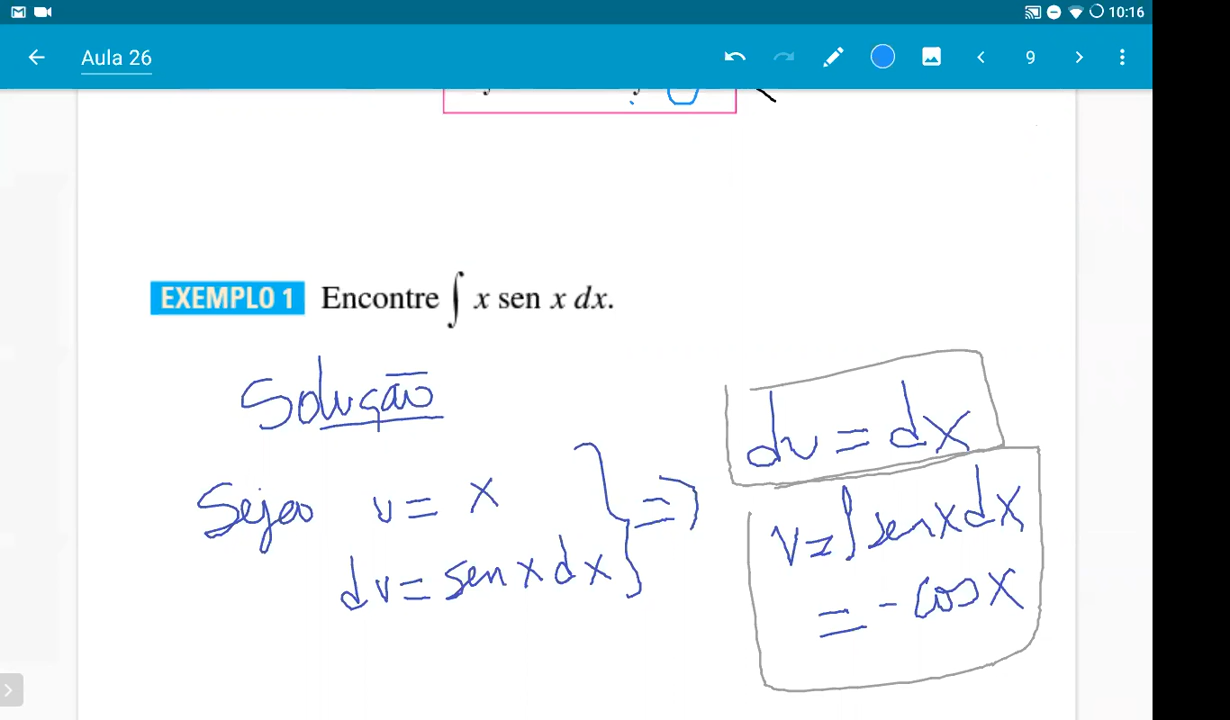 10:16
Aula 26
9
EXEMPLO 1 Encontre ∫ x sen x dx.
Solução
Sejam u = x
dv = sen x dx
⇒
du = dx
v = ∫ sen x dx
= - cos x